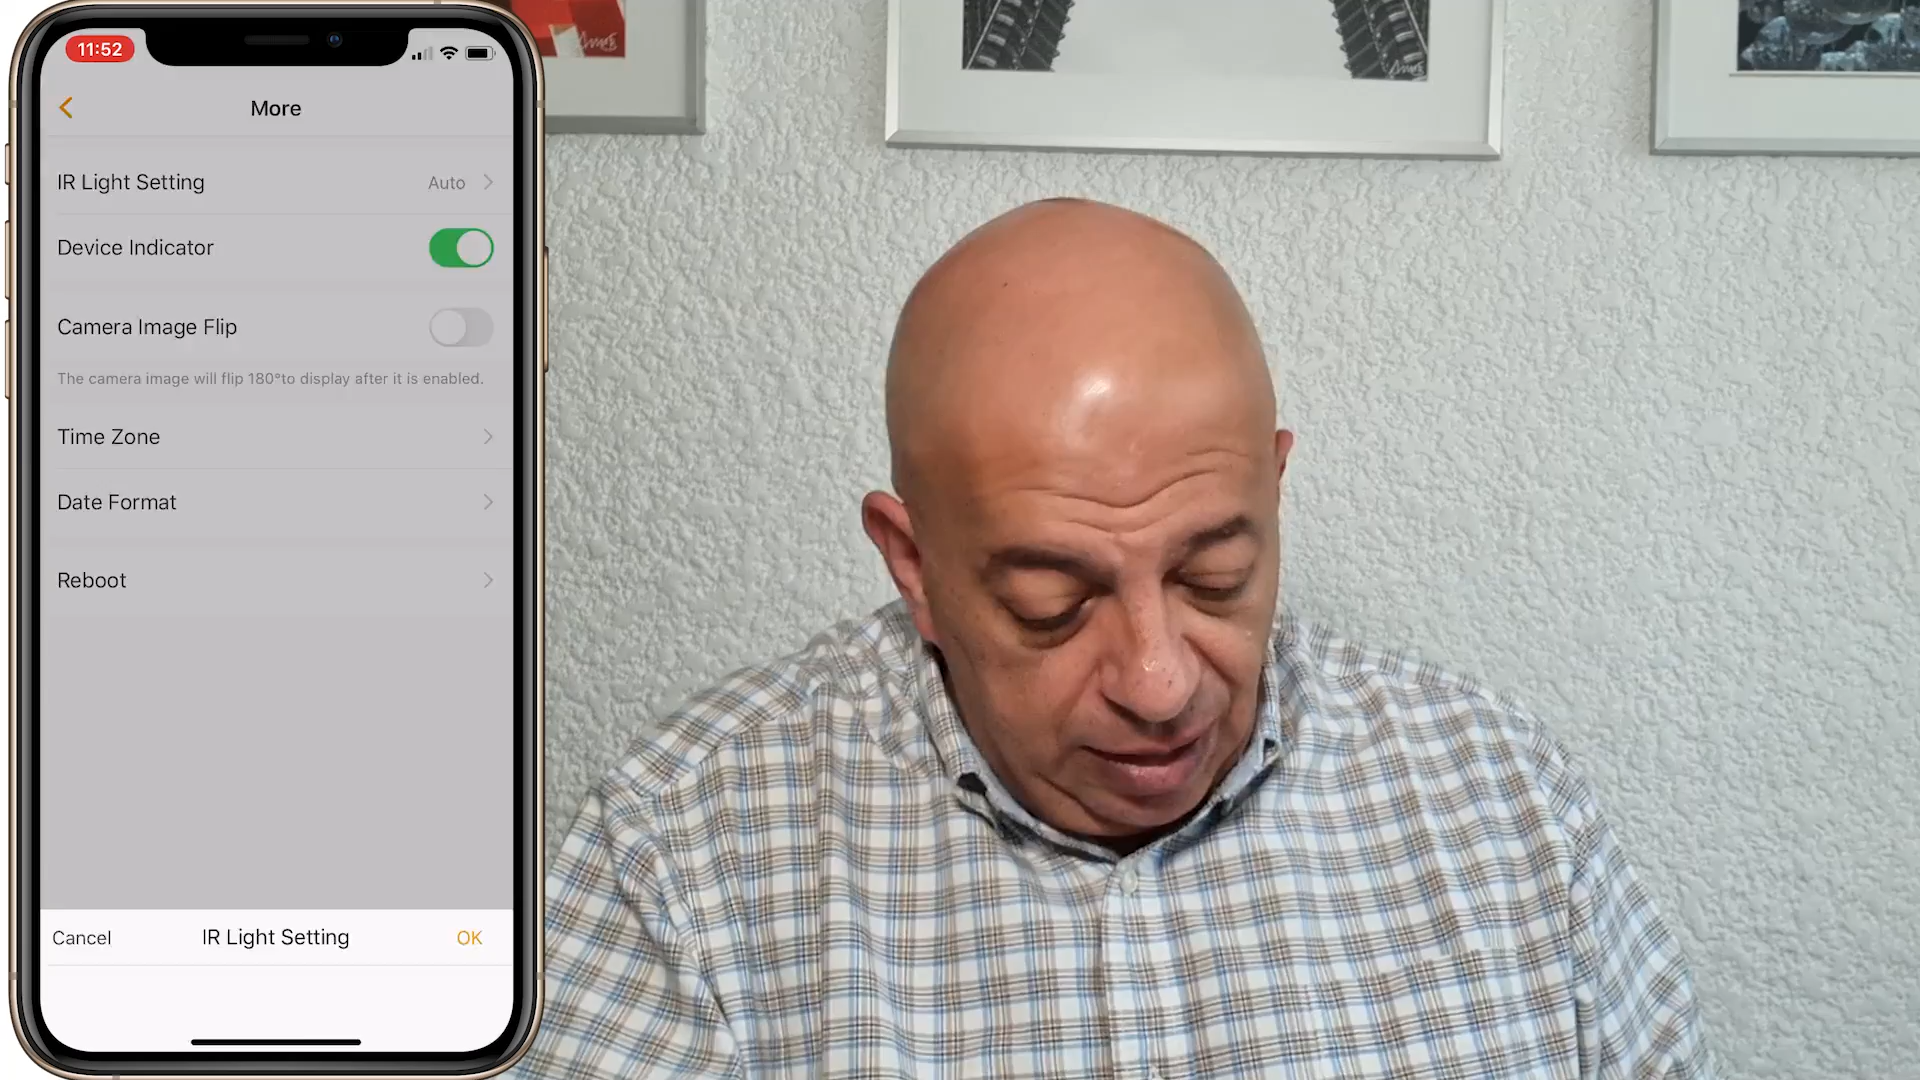 11:52
More
IR Light Setting Auto
Device Indicator
Camera Image Flip
The camera image will flip 180°to display after it is enabled.
Time Zone
Date Format
Reboot
Cancel IR Light Setting OK